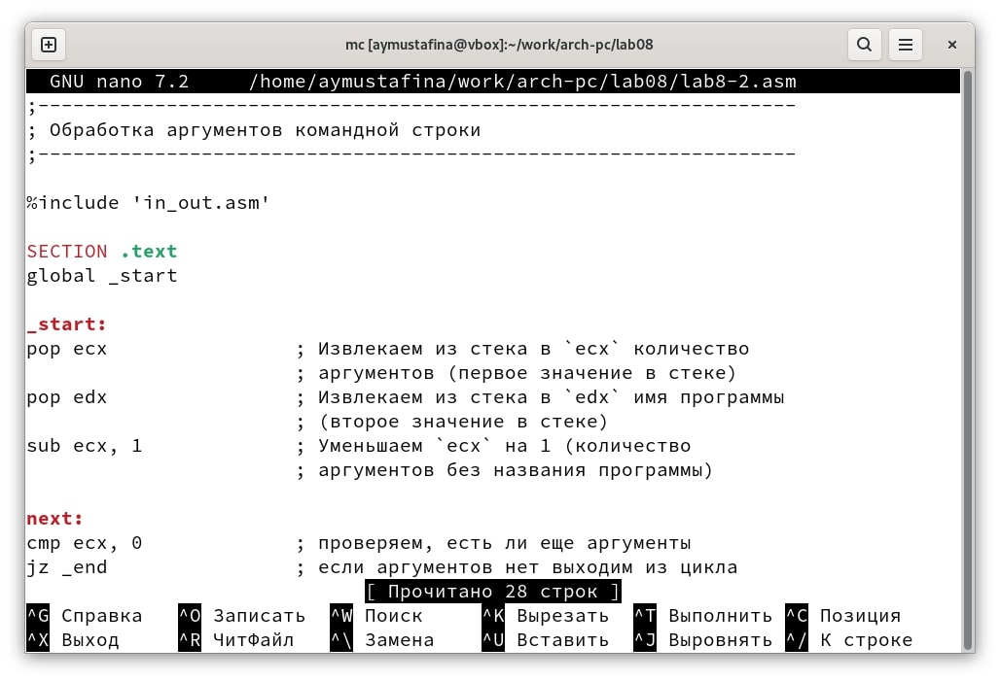 mc [aymustafina@vbox]:~/work/arch-pc/lab08
GNU nano 7.2 /home/aymustafina/work/arch-pc/lab08/lab8-2.asm
;-----------------------------------------------------------------
; Обработка аргументов командной строки
;-----------------------------------------------------------------
%include 'in_out.asm'
SECTION .text
global _start
_start:
pop ecx ; Извлекаем из стека в `ecx` количество
; аргументов (первое значение в стеке)
pop edx ; Извлекаем из стека в `edx` имя программы
; (второе значение в стеке)
sub ecx, 1 ; Уменьшаем `ecx` на 1 (количество
; аргументов без названия программы)
next:
cmp ecx, 0 ; проверяем, есть ли еще аргументы
jz _end ; если аргументов нет выходим из цикла
[ Прочитано 28 строк ]
^G Справка ^O Записать ^W Поиск ^K Вырезать ^T Выполнить ^C Позиция
^X Выход ^R ЧитФайл ^\ Замена ^U Вставить ^J Выровнять ^/ К строке